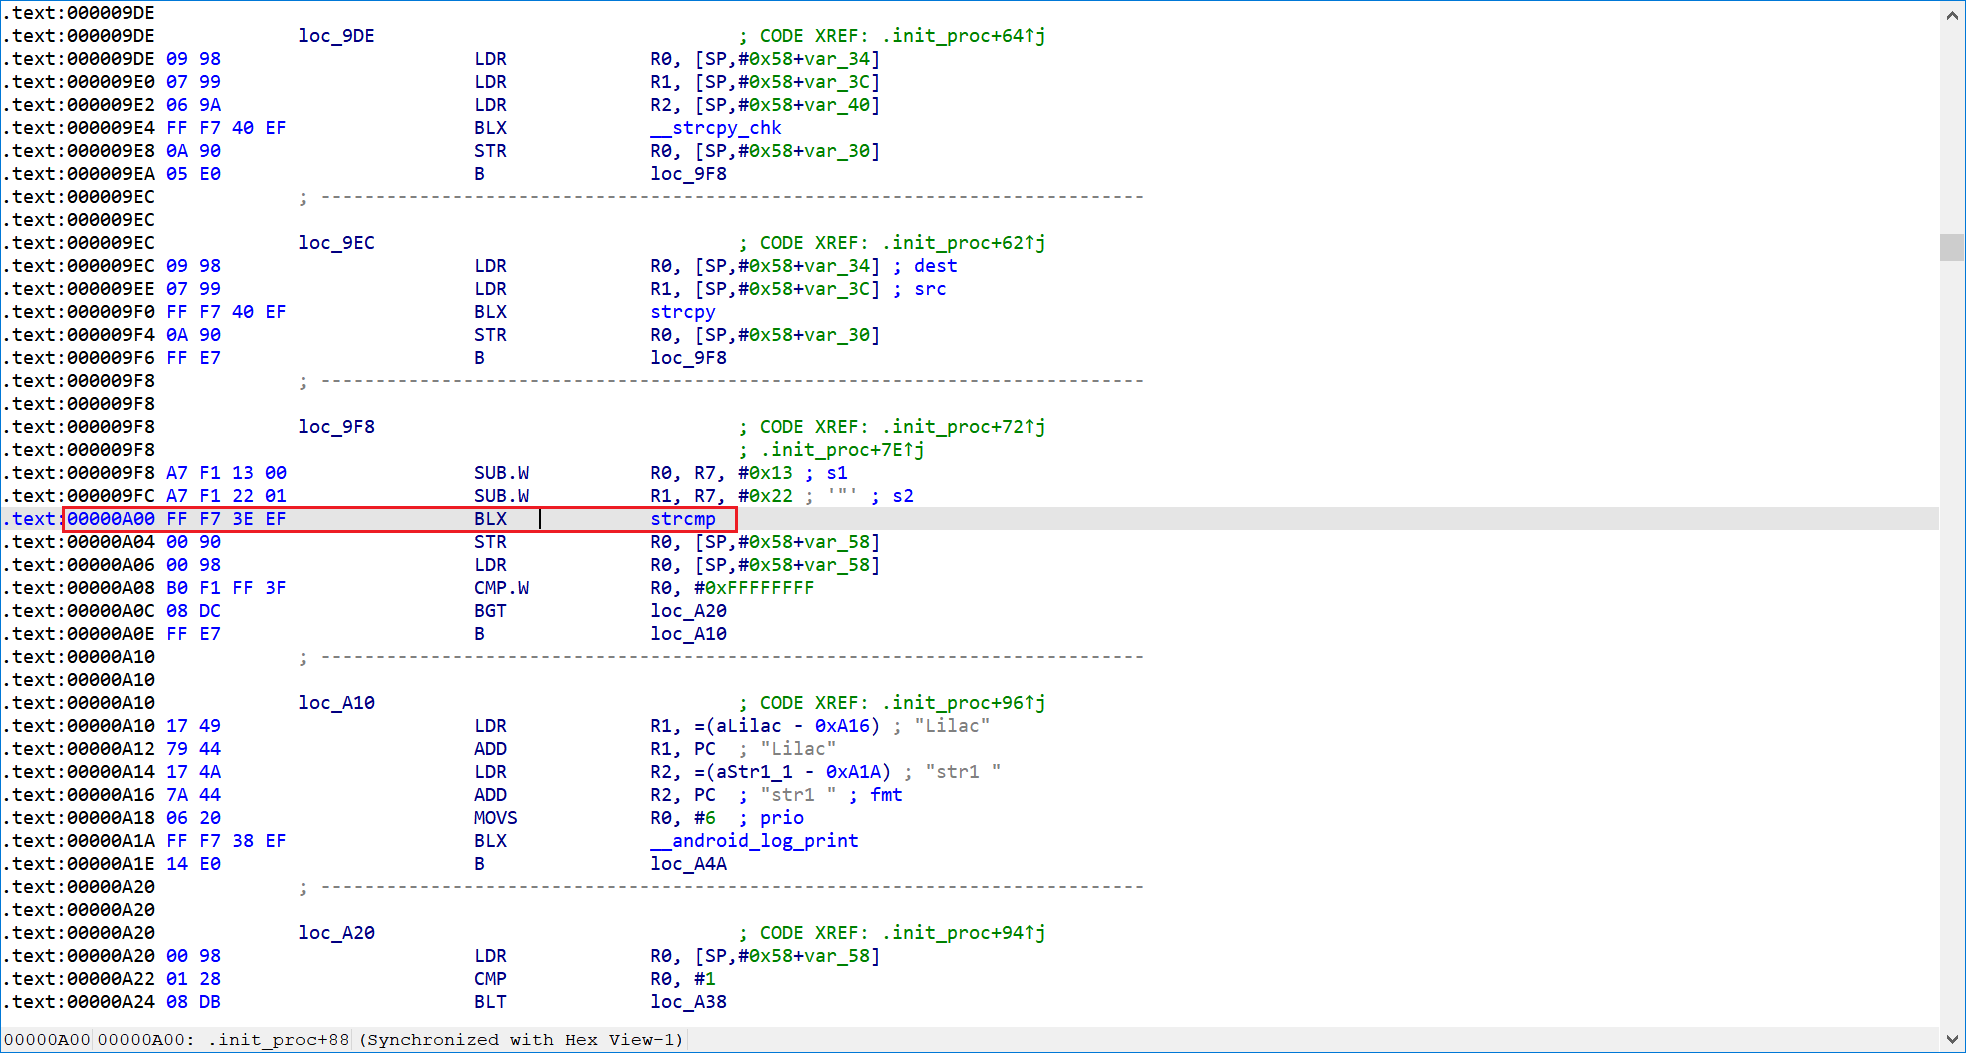 .text:000009DE
.text:000009DE loc_9DE ; CODE XREF: .init_proc+64↑j
.text:000009DE 09 98 LDR R0, [SP,#0x58+var_34]
.text:000009E0 07 99 LDR R1, [SP,#0x58+var_3C]
.text:000009E2 06 9A LDR R2, [SP,#0x58+var_40]
.text:000009E4 FF F7 40 EF BLX __strcpy_chk
.text:000009E8 0A 90 STR R0, [SP,#0x58+var_30]
.text:000009EA 05 E0 B loc_9F8
.text:000009EC ; ---------------------------------------------------------------------------
.text:000009EC
.text:000009EC loc_9EC ; CODE XREF: .init_proc+62↑j
.text:000009EC 09 98 LDR R0, [SP,#0x58+var_34] ; dest
.text:000009EE 07 99 LDR R1, [SP,#0x58+var_3C] ; src
.text:000009F0 FF F7 40 EF BLX strcpy
.text:000009F4 0A 90 STR R0, [SP,#0x58+var_30]
.text:000009F6 FF E7 B loc_9F8
.text:000009F8 ; ---------------------------------------------------------------------------
.text:000009F8
.text:000009F8 loc_9F8 ; CODE XREF: .init_proc+72↑j
.text:000009F8 ; .init_proc+7E↑j
.text:000009F8 A7 F1 13 00 SUB.W R0, R7, #0x13 ; s1
.text:000009FC A7 F1 22 01 SUB.W R1, R7, #0x22 ; '"' ; s2
.text:00000A00 FF F7 3E EF BLX strcmp
.text:00000A04 00 90 STR R0, [SP,#0x58+var_58]
.text:00000A06 00 98 LDR R0, [SP,#0x58+var_58]
.text:00000A08 B0 F1 FF 3F CMP.W R0, #0xFFFFFFFF
.text:00000A0C 08 DC BGT loc_A20
.text:00000A0E FF E7 B loc_A10
.text:00000A10 ; ---------------------------------------------------------------------------
.text:00000A10
.text:00000A10 loc_A10 ; CODE XREF: .init_proc+96↑j
.text:00000A10 17 49 LDR R1, =(aLilac - 0xA16) ; "Lilac"
.text:00000A12 79 44 ADD R1, PC ; "Lilac"
.text:00000A14 17 4A LDR R2, =(aStr1_1 - 0xA1A) ; "str1 "
.text:00000A16 7A 44 ADD R2, PC ; "str1 " ; fmt
.text:00000A18 06 20 MOVS R0, #6 ; prio
.text:00000A1A FF F7 38 EF BLX __android_log_print
.text:00000A1E 14 E0 B loc_A4A
.text:00000A20 ; ---------------------------------------------------------------------------
.text:00000A20
.text:00000A20 loc_A20 ; CODE XREF: .init_proc+94↑j
.text:00000A20 00 98 LDR R0, [SP,#0x58+var_58]
.text:00000A22 01 28 CMP R0, #1
.text:00000A24 08 DB BLT loc_A38
00000A00 00000A00: .init_proc+88 (Synchronized with Hex View-1)